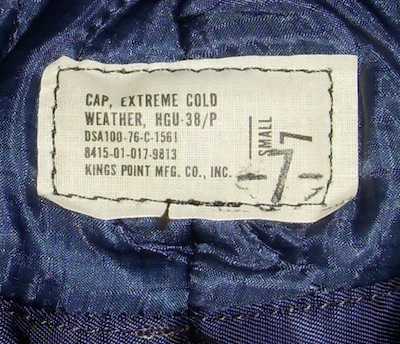 CAP, EXTREME COLD
WEATHER, HGU-38/P
DSA100-76-C-1561
8415-01-017-9813
KINGS POINT MFG. CO., INC.
SMALL
7
7